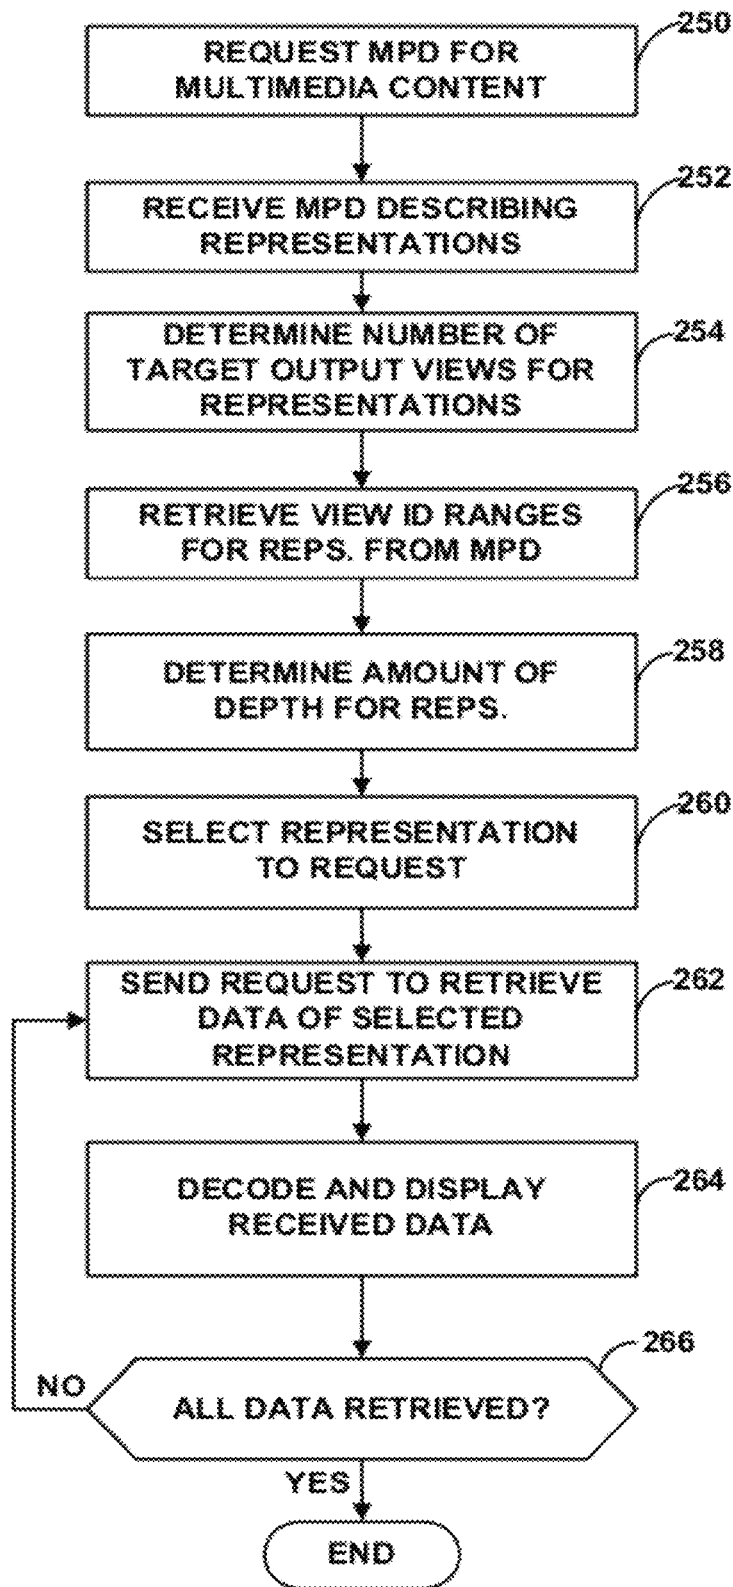 REQUEST MPD FOR
MULTIMEDIA CONTENT
250
RECEIVE MPD DESCRIBING
REPRESENTATIONS
252
DETERMINE NUMBER OF
TARGET OUTPUT VIEWS FOR
REPRESENTATIONS
254
RETRIEVE VIEW ID RANGES
FOR REPS. FROM MPD
256
DETERMINE AMOUNT OF
DEPTH FOR REPS.
258
SELECT REPRESENTATION
TO REQUEST
260
SEND REQUEST TO RETRIEVE
DATA OF SELECTED
REPRESENTATION
262
DECODE AND DISPLAY
RECEIVED DATA
264
ALL DATA RETRIEVED?
266
NO
YES
END